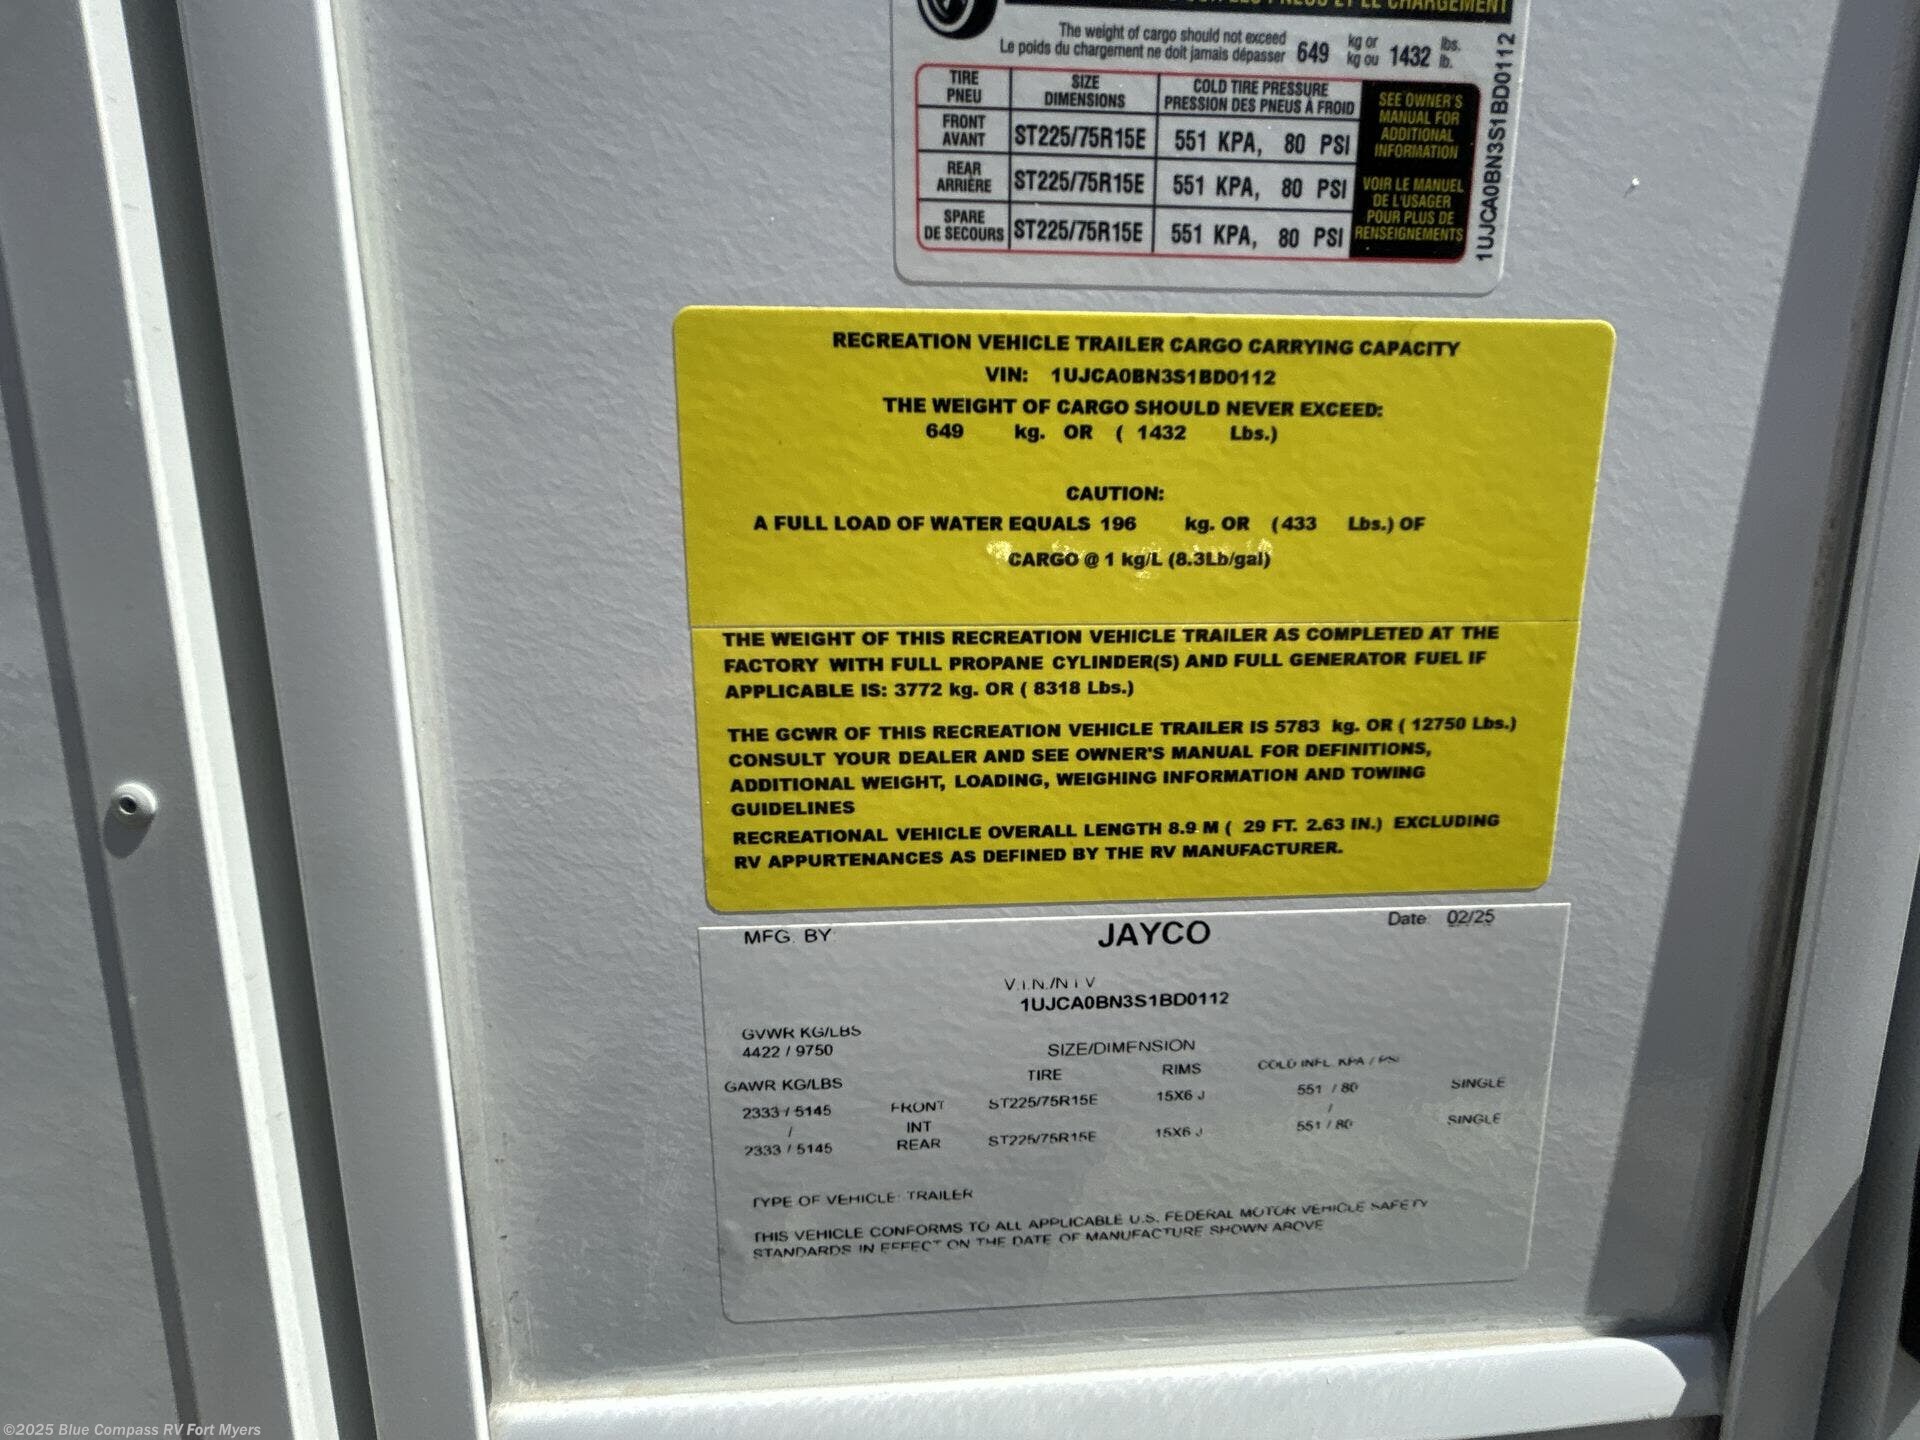 SUR LES PNEUS ET LE CHARGEMENT
The weight of cargo should not exceed 649 kg or 1432 lbs.
Le poids du chargement ne doit jamais dépasser kg ou lb.
TIRE SIZE COLD TIRE PRESSURE
PNEU DIMENSIONS PRESSION DES PNEUS À FROID
FRONT
AVANT ST225/75R15E 551 KPA, 80 PSI
REAR
ARRIÈRE ST225/75R15E 551 KPA, 80 PSI
SPARE
DE SECOURS ST225/75R15E 551 KPA, 80 PSI
SEE OWNER'S
MANUAL FOR
ADDITIONAL
INFORMATION
VOIR LE MANUEL
DE L'USAGER
POUR PLUS DE
RENSEIGNEMENTS
1UJCA0BN3S1BD0112
RECREATION VEHICLE TRAILER CARGO CARRYING CAPACITY
VIN: 1UJCA0BN3S1BD0112
THE WEIGHT OF CARGO SHOULD NEVER EXCEED:
649 kg. OR ( 1432 Lbs.)
CAUTION:
A FULL LOAD OF WATER EQUALS 196 kg. OR (433 Lbs.) OF
CARGO @ 1 kg/L (8.3Lb/gal)
THE WEIGHT OF THIS RECREATION VEHICLE TRAILER AS COMPLETED AT THE
FACTORY WITH FULL PROPANE CYLINDER(S) AND FULL GENERATOR FUEL IF
APPLICABLE IS: 3772 kg. OR ( 8318 Lbs.)
THE GCWR OF THIS RECREATION VEHICLE TRAILER IS 5783 kg. OR ( 12750 Lbs.)
CONSULT YOUR DEALER AND SEE OWNER'S MANUAL FOR DEFINITIONS,
ADDITIONAL WEIGHT, LOADING, WEIGHING INFORMATION AND TOWING
GUIDELINES
RECREATIONAL VEHICLE OVERALL LENGTH 8.9 M ( 29 FT. 2.63 IN.) EXCLUDING
RV APPURTENANCES AS DEFINED BY THE RV MANUFACTURER.
MFG. BY: JAYCO Date: 02/25
V.I.N./N I V
1UJCA0BN3S1BD0112
GVWR KG/LBS
4422 / 9750 SIZE/DIMENSION
GAWR KG/LBS TIRE RIMS COLD INFL. KPA / PSI
2333 / 5145 FRONT ST225/75R15E 15X6 J 551 / 80 SINGLE
/ INT /
2333 / 5145 REAR ST225/75R15E 15X6 J 551 / 80 SINGLE
TYPE OF VEHICLE: TRAILER
THIS VEHICLE CONFORMS TO ALL APPLICABLE U.S. FEDERAL MOTOR VEHICLE SAFETY
STANDARDS IN EFFECT ON THE DATE OF MANUFACTURE SHOWN ABOVE
©2025 Blue Compass RV Fort Myers